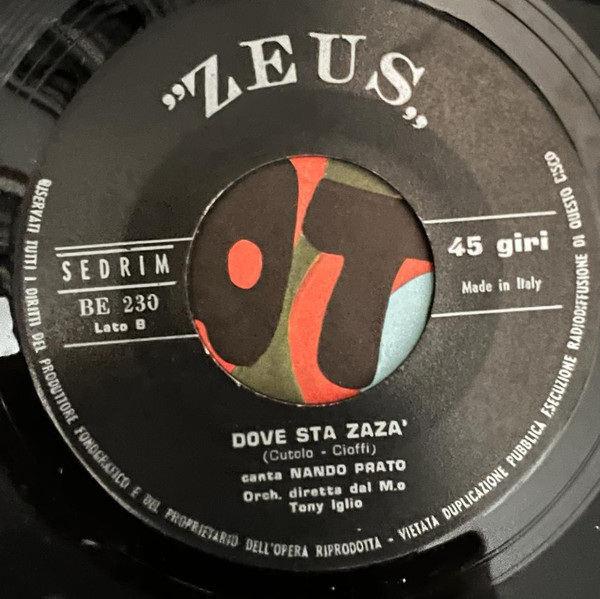 „ZEUS„
SEDRIM
BE 230
Lato B
45 giri
Made in Italy
DOVE STA ZAZA'
(Cutolo - Cioffi)
canta NANDO PRATO
Orch. diretta dal M.o
Tony Iglio
RISERVATI TUTTI I DIRITTI DEL PRODUTTORE FONOGRAFICO E DEL PROPRIETARIO DELL'OPERA RIPRODOTTA - VIETATA DUPLICAZIONE PUBBLICA ESECUZIONE RADIODIFFUSIONE DI QUESTO DISCO